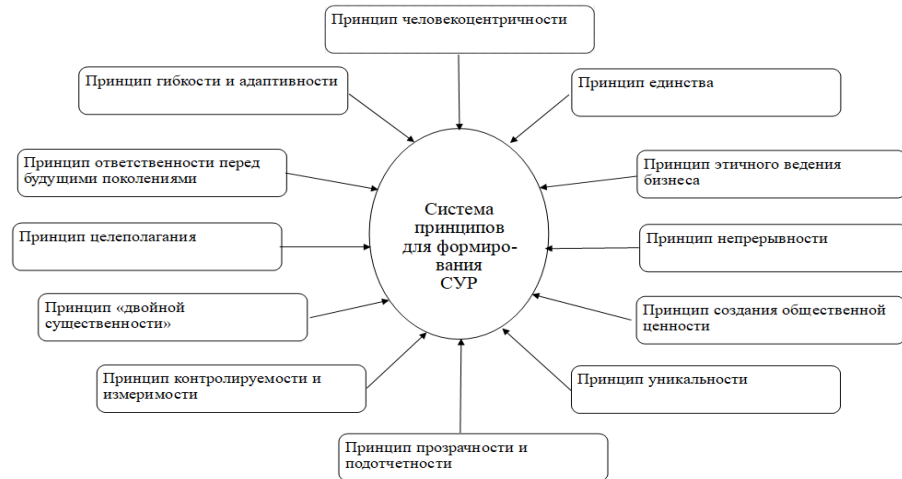 Принцип человекоцентричности
Принцип гибкости и адаптивности
Принцип единства
Принцип ответственности перед
будущими поколениями
Принцип этичного ведения
бизнеса
Система
принципов
для формиро-
вания
СУР
Принцип целеполагания
Принцип непрерывности
Принцип «двойной
существенности»
Принцип создания общественной
ценности
Принцип контролируемости и
измеримости
Принцип уникальности
Принцип прозрачности и
подотчетности